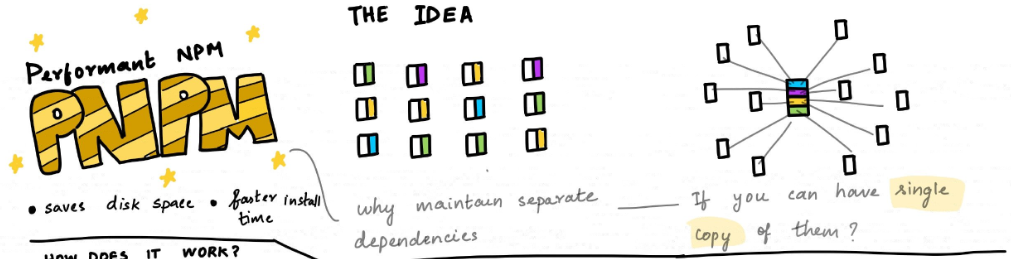 Performant NPM
PNPM
• saves disk space • faster install
time
HOW DOES IT WORK?
THE IDEA
why maintain separate
dependencies
If you can have single
copy of them?